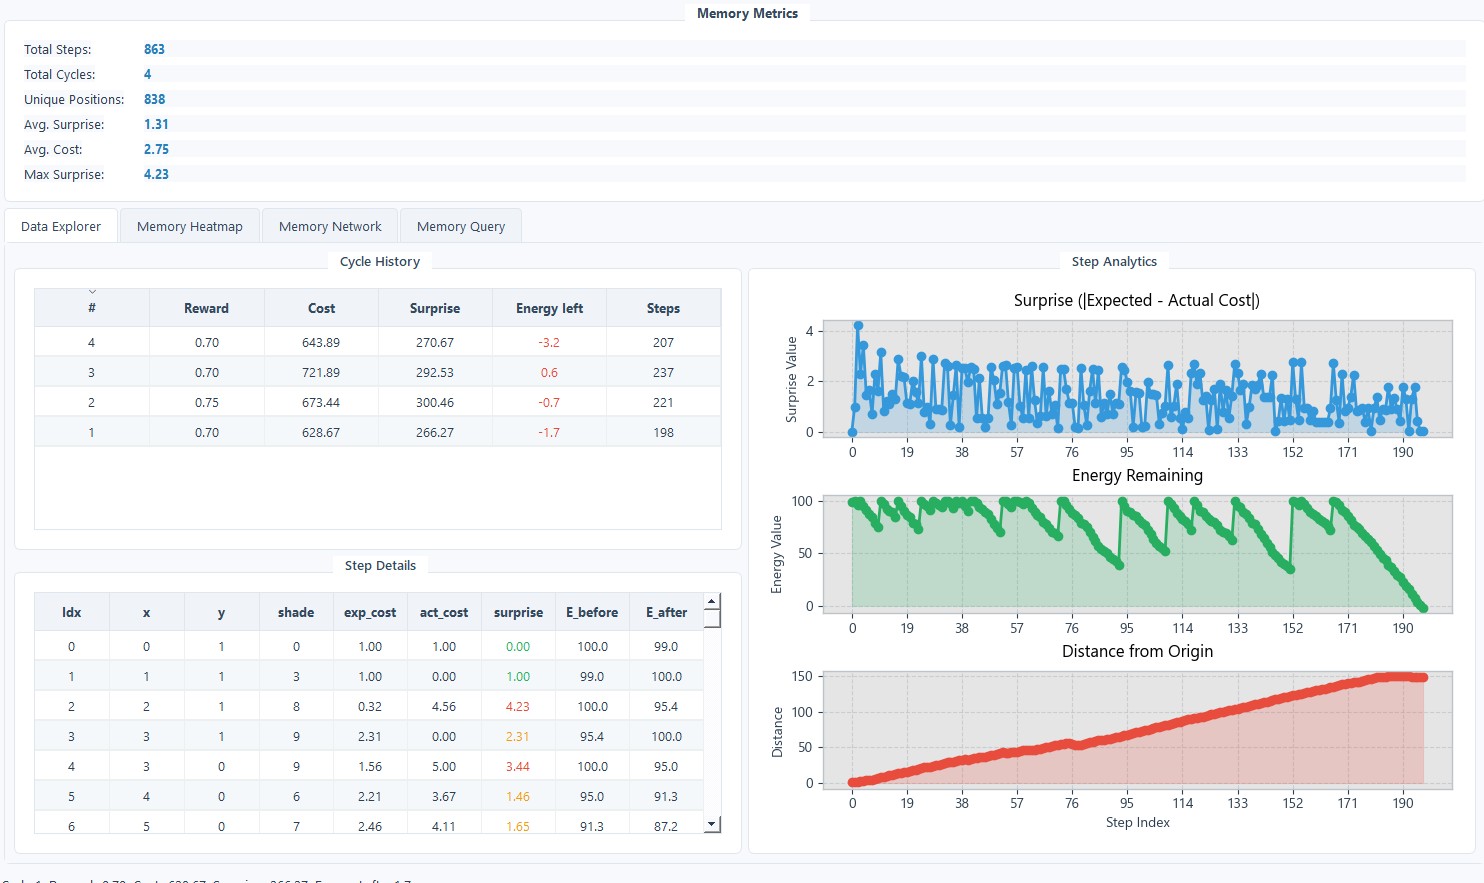 Memory Metrics
Total Steps: 863
Total Cycles: 4
Unique Positions: 838
Avg. Surprise: 1.31
Avg. Cost: 2.75
Max Surprise: 4.23
Data Explorer Memory Heatmap Memory Network Memory Query
Cycle History
# Reward Cost Surprise Energy left Steps
4 0.70 643.89 270.67 -3.2 207
3 0.70 721.89 292.53 0.6 237
2 0.75 673.44 300.46 -0.7 221
1 0.70 628.67 266.27 -1.7 198
Step Details
Idx x y shade exp_cost act_cost surprise E_before E_after
0 0 1 0 1.00 1.00 0.00 100.0 99.0
1 1 1 3 1.00 0.00 1.00 99.0 100.0
2 2 1 8 0.32 4.56 4.23 100.0 95.4
3 3 1 9 2.31 0.00 2.31 95.4 100.0
4 3 0 9 1.56 5.00 3.44 100.0 95.0
5 4 0 6 2.21 3.67 1.46 95.0 91.3
6 5 0 7 2.46 4.11 1.65 91.3 87.2
Step Analytics
Surprise (|Expected - Actual Cost|)
Surprise Value
4
2
0
0 19 38 57 76 95 114 133 152 171 190
Energy Remaining
Energy Value
100
50
0
0 19 38 57 76 95 114 133 152 171 190
Distance from Origin
Distance
150
100
50
0
0 19 38 57 76 95 114 133 152 171 190
Step Index